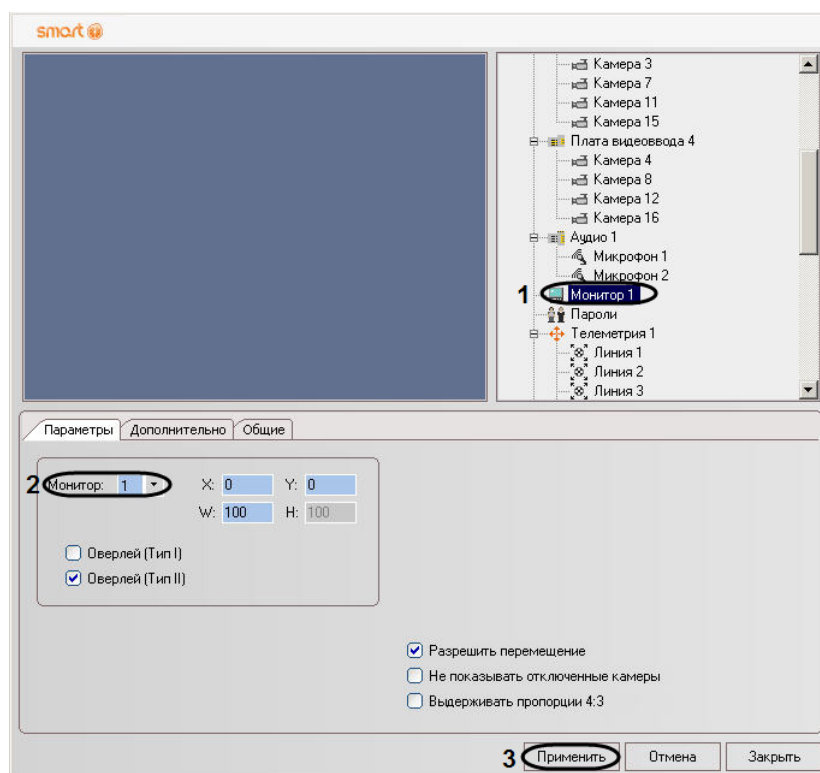 smart
Камера 3
Камера 7
Камера 11
Камера 15
Плата видеоввода 4
Камера 4
Камера 8
Камера 12
Камера 16
Аудио 1
Микрофон 1
Микрофон 2
1 Монитор 1
Пароли
Телеметрия 1
Линия 1
Линия 2
Линия 3
Параметры Дополнительно Общие
2 Монитор: 1 X: 0 Y: 0
W: 100 H: 100
Оверлей (Тип I)
Оверлей (Тип II)
Разрешить перемещение
Не показывать отключенные камеры
Выдерживать пропорции 4:3
3 Применить Отмена Закрыть